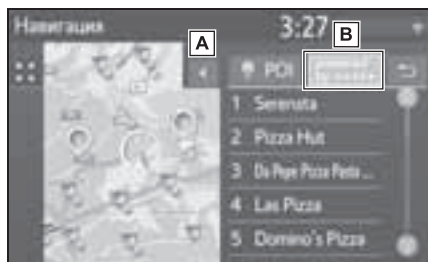 Навигация 3:27
A B
POI
1 Serenata
2 Pizza Hut
3 Da Pepe Pizza Pasta ...
4 Las Pizza
5 Domino's Pizza